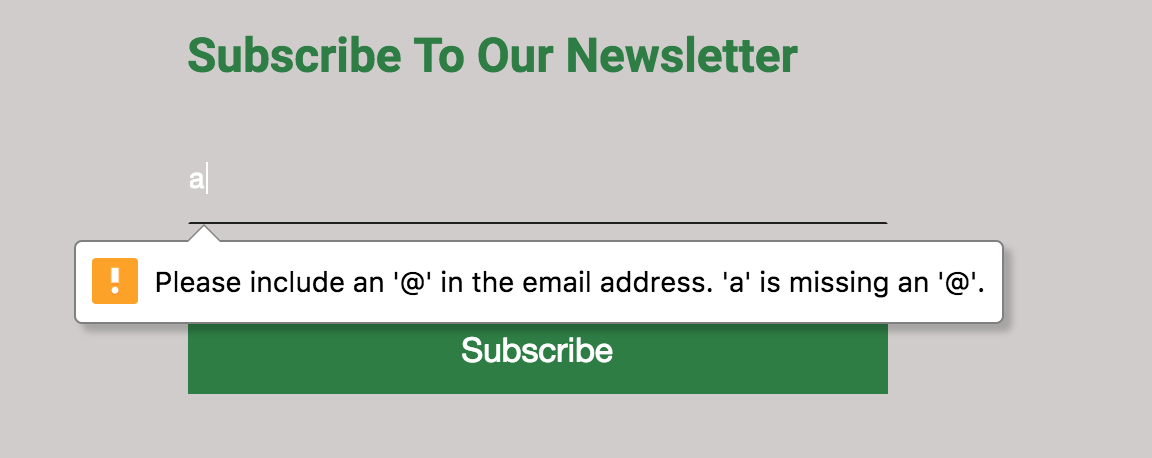 Subscribe To Our Newsletter
a
Please include an '@' in the email address. 'a' is missing an '@'.
Subscribe